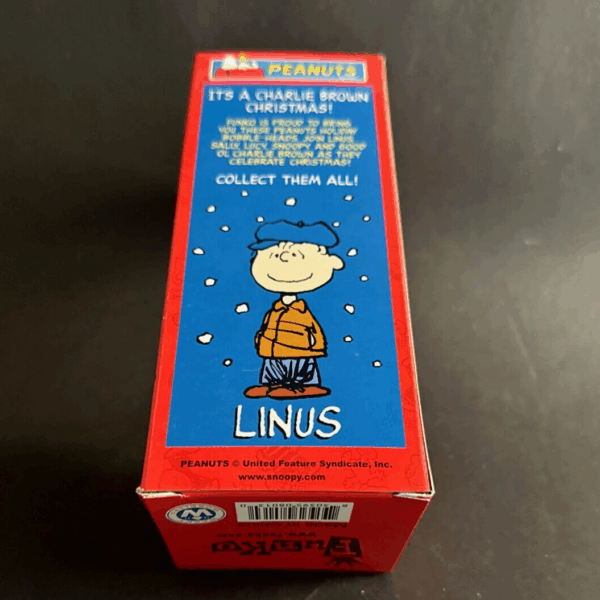 PEANUTS
IT'S A CHARLIE BROWN
CHRISTMAS!
FUNKO IS PROUD TO BRING
YOU THESE PEANUTS HOLIDAY
BOBBLE HEADS. JOIN LINUS,
SALLY, LUCY, SNOOPY AND GOOD
OL' CHARLIE BROWN AS THEY
CELEBRATE CHRISTMAS!
COLLECT THEM ALL!
LINUS
PEANUTS © United Feature Syndicate, Inc.
www.snoopy.com
Funko